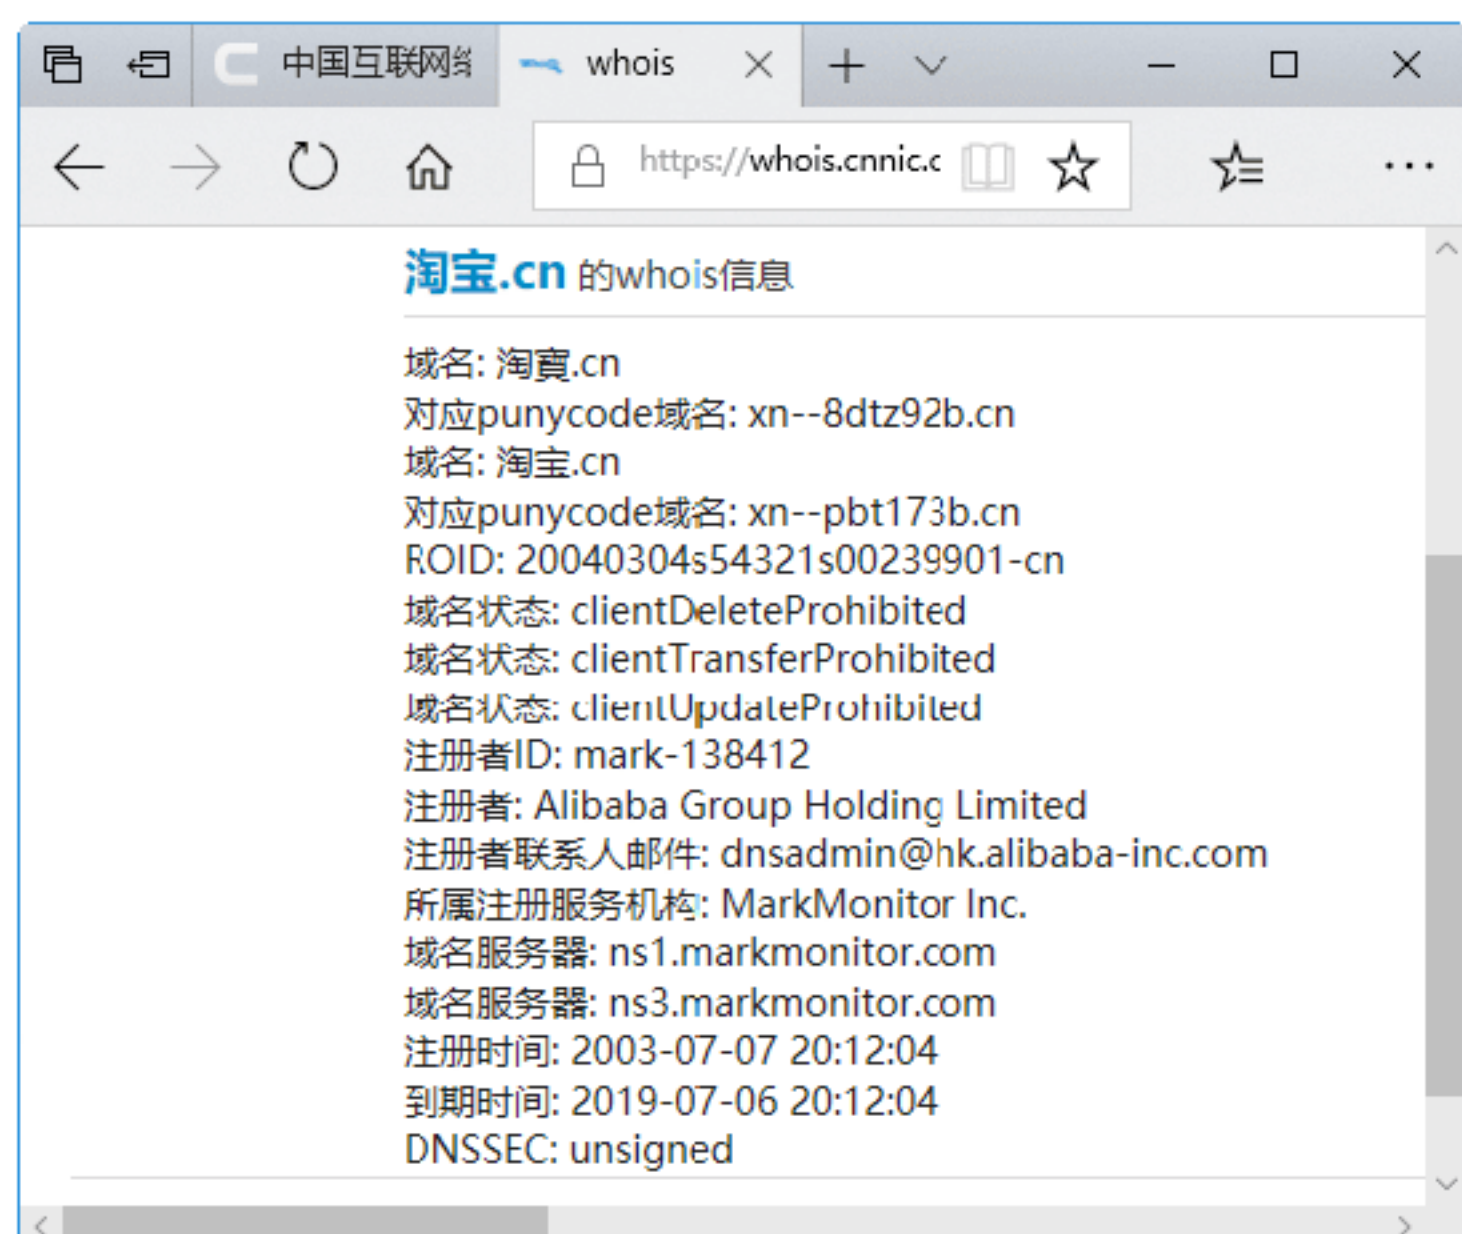 中国互联网络
whois
https://whois.cnnic.c
淘宝.cn 的whois信息
域名: 淘寶.cn
对应punycode域名: xn--8dtz92b.cn
域名: 淘宝.cn
对应punycode域名: xn--pbt173b.cn
ROID: 20040304s54321s00239901-cn
域名状态: clientDeleteProhibited
域名状态: clientTransferProhibited
域名状态: clientUpdateProhibited
注册者ID: mark-138412
注册者: Alibaba Group Holding Limited
注册者联系人邮件: dnsadmin@hk.alibaba-inc.com
所属注册服务机构: MarkMonitor Inc.
域名服务器: ns1.markmonitor.com
域名服务器: ns3.markmonitor.com
注册时间: 2003-07-07 20:12:04
到期时间: 2019-07-06 20:12:04
DNSSEC: unsigned